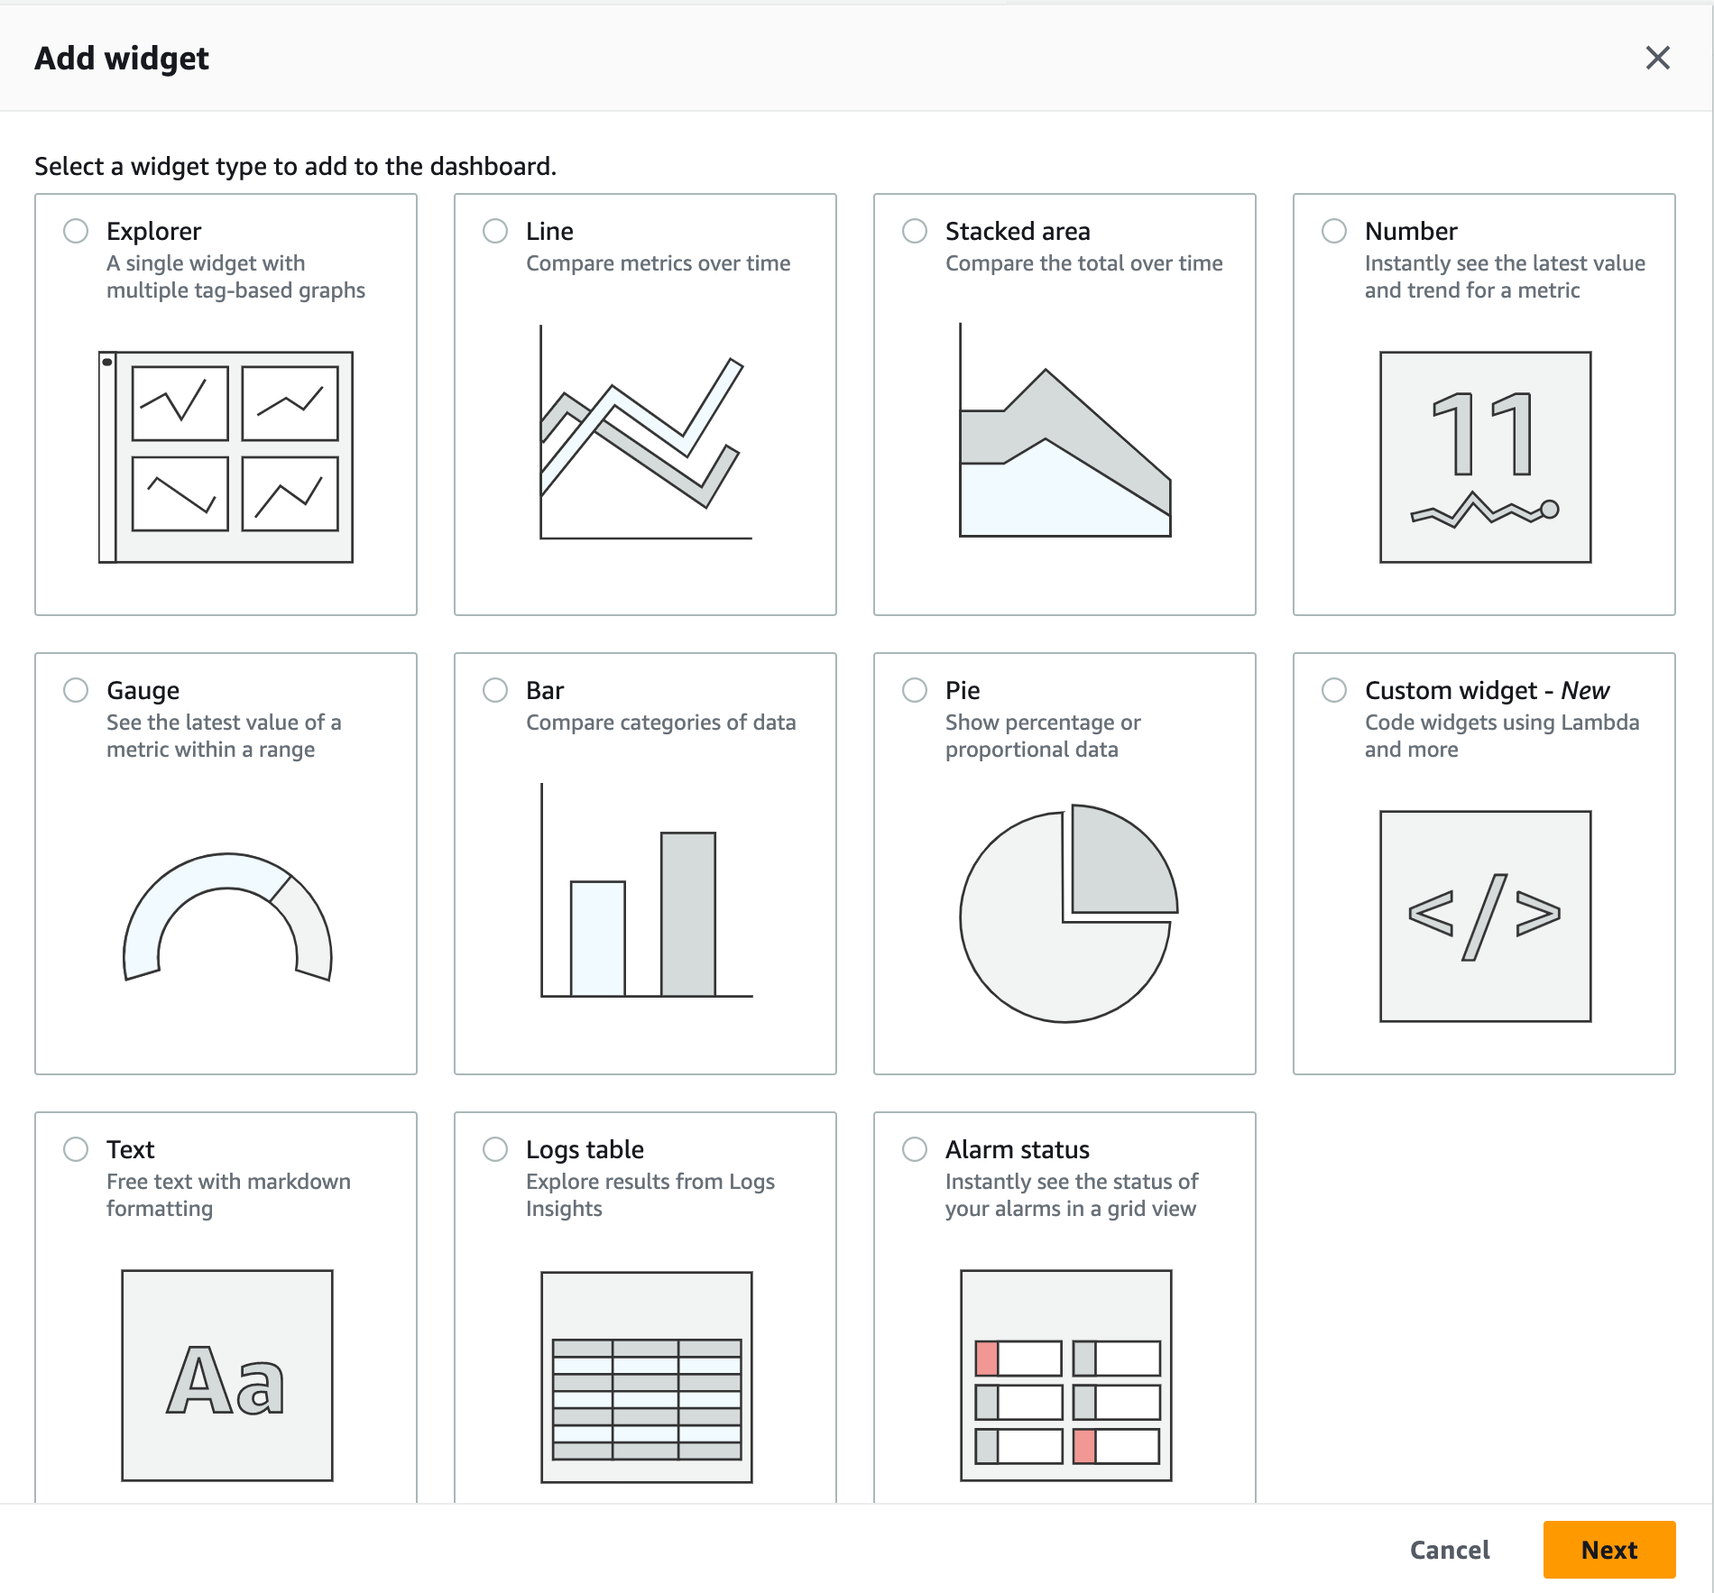 Add widget
Select a widget type to add to the dashboard.
Explorer
A single widget with
multiple tag-based graphs
Line
Compare metrics over time
Stacked area
Compare the total over time
Number
Instantly see the latest value
and trend for a metric
11
Gauge
See the latest value of a
metric within a range
Bar
Compare categories of data
Pie
Show percentage or
proportional data
Custom widget - New
Code widgets using Lambda
and more
</>
Text
Free text with markdown
formatting
Aa
Logs table
Explore results from Logs
Insights
Alarm status
Instantly see the status of
your alarms in a grid view
Cancel
Next